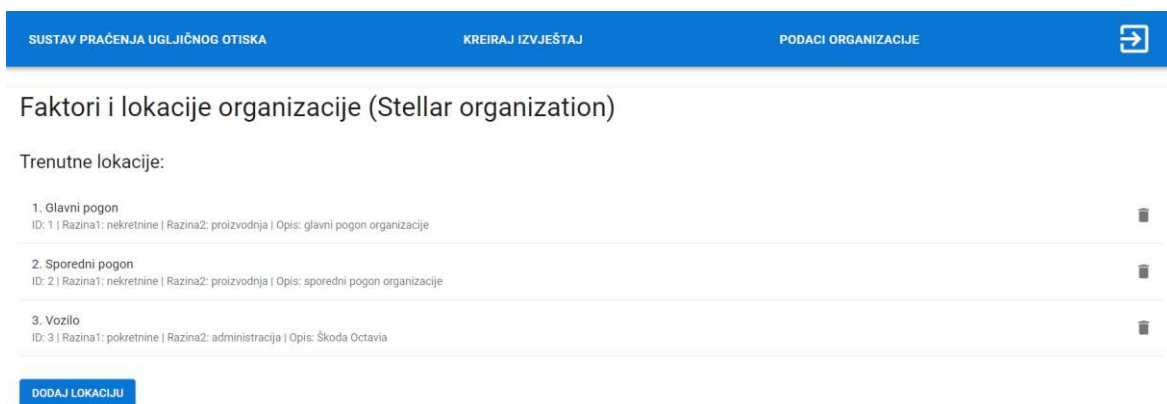 SUSTAV PRAĆENJA UGLJIČNOG OTISKA KREIRAJ IZVJEŠTAJ PODACI ORGANIZACIJE
Faktori i lokacije organizacije (Stellar organization)
Trenutne lokacije:
1. Glavni pogon
ID: 1 | Razina1: nekretnine | Razina2: proizvodnja | Opis: glavni pogon organizacije
2. Sporedni pogon
ID: 2 | Razina1: nekretnine | Razina2: proizvodnja | Opis: sporedni pogon organizacije
3. Vozilo
ID: 3 | Razina1: pokretnine | Razina2: administracija | Opis: Škoda Octavia
DODAJ LOKACIJU